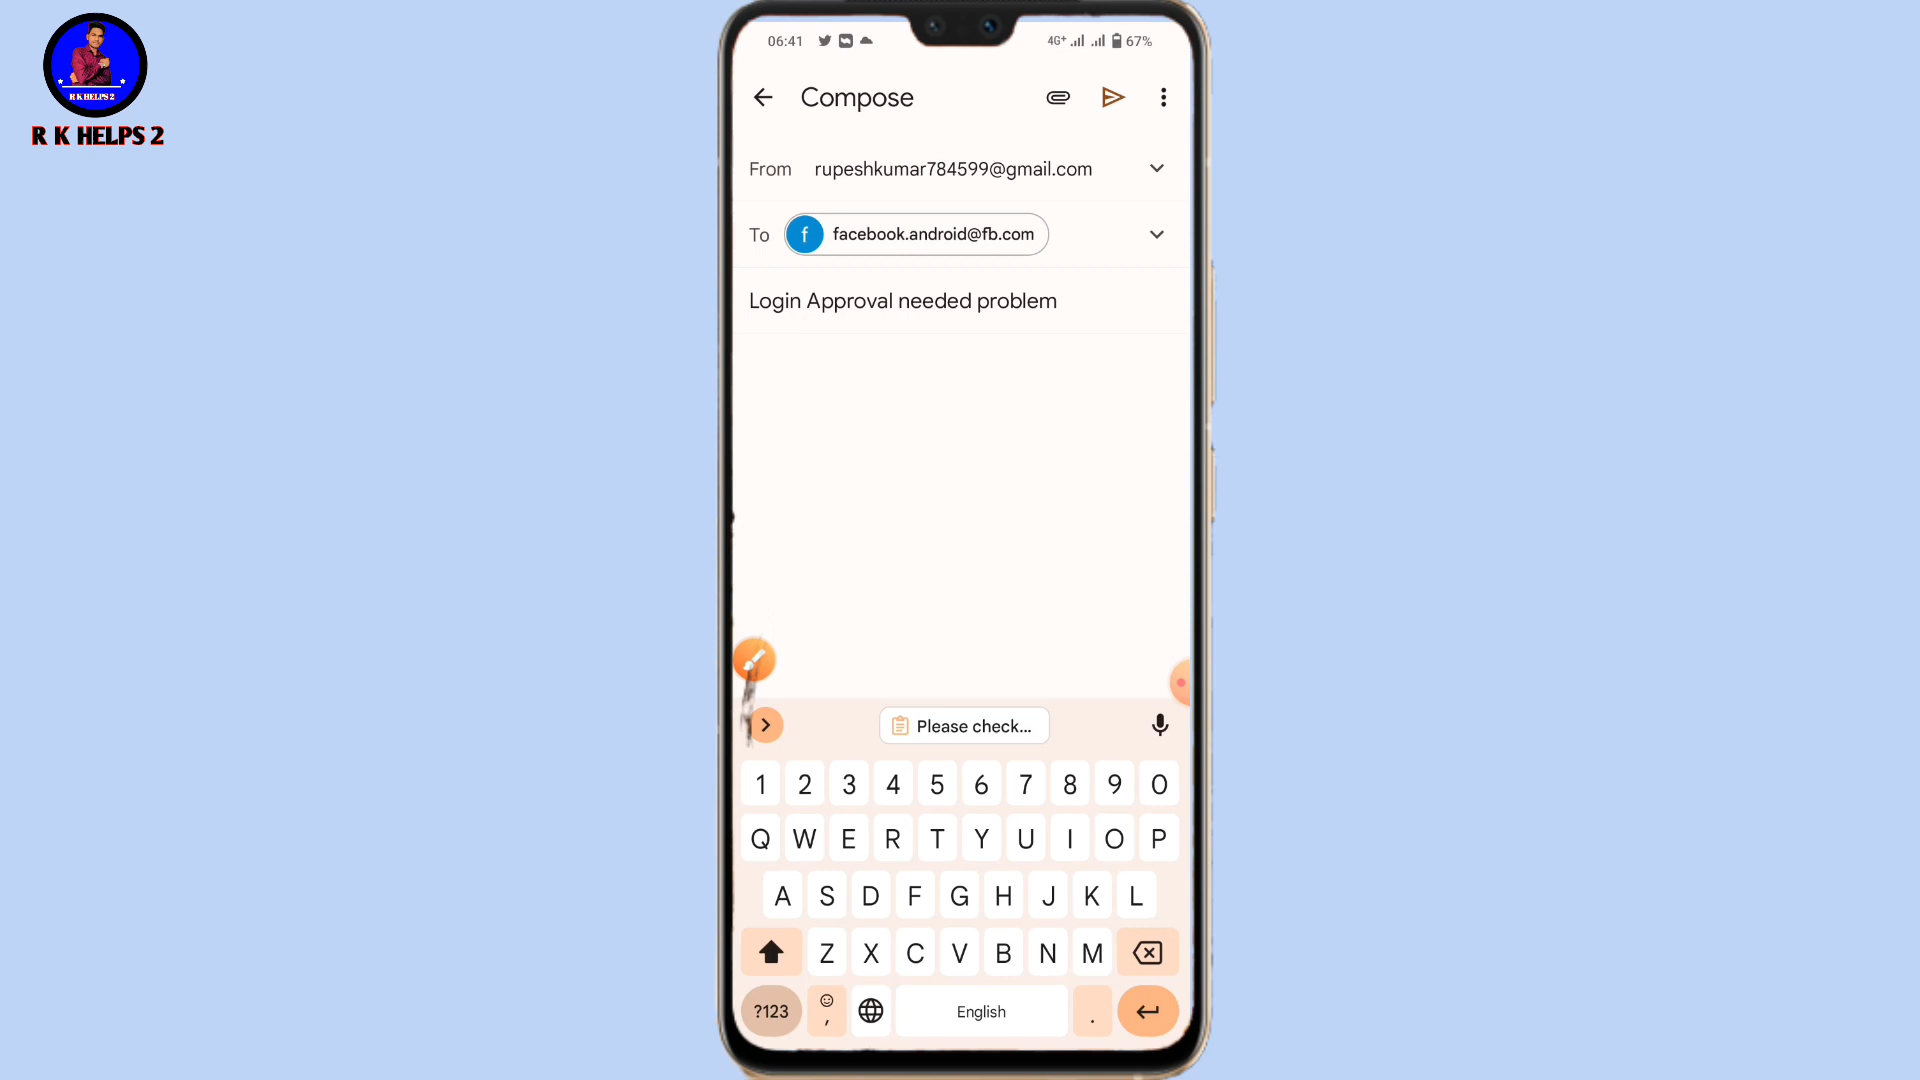 R K HELPS 2
R K HELPS 2
06:41
4G+
67%
Compose
From rupeshkumar784599@gmail.com
To f facebook.android@fb.com
Login Approval needed problem
Please check...
1 2 3 4 5 6 7 8 9 0
Q W E R T Y U I O P
A S D F G H J K L
Z X C V B N M
?123 , English .